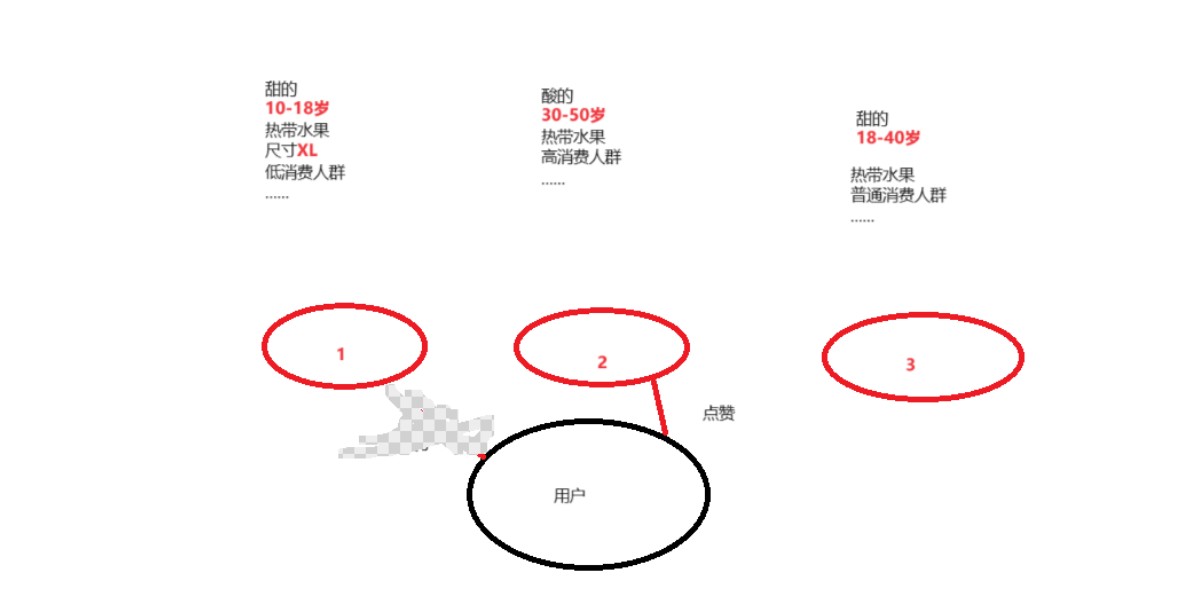 甜的
10-18岁
热带水果
尺寸XL
低消费人群
......
酸的
30-50岁
热带水果
高消费人群
......
甜的
18-40岁
热带水果
普通消费人群
......
1
2
3
点赞
用户